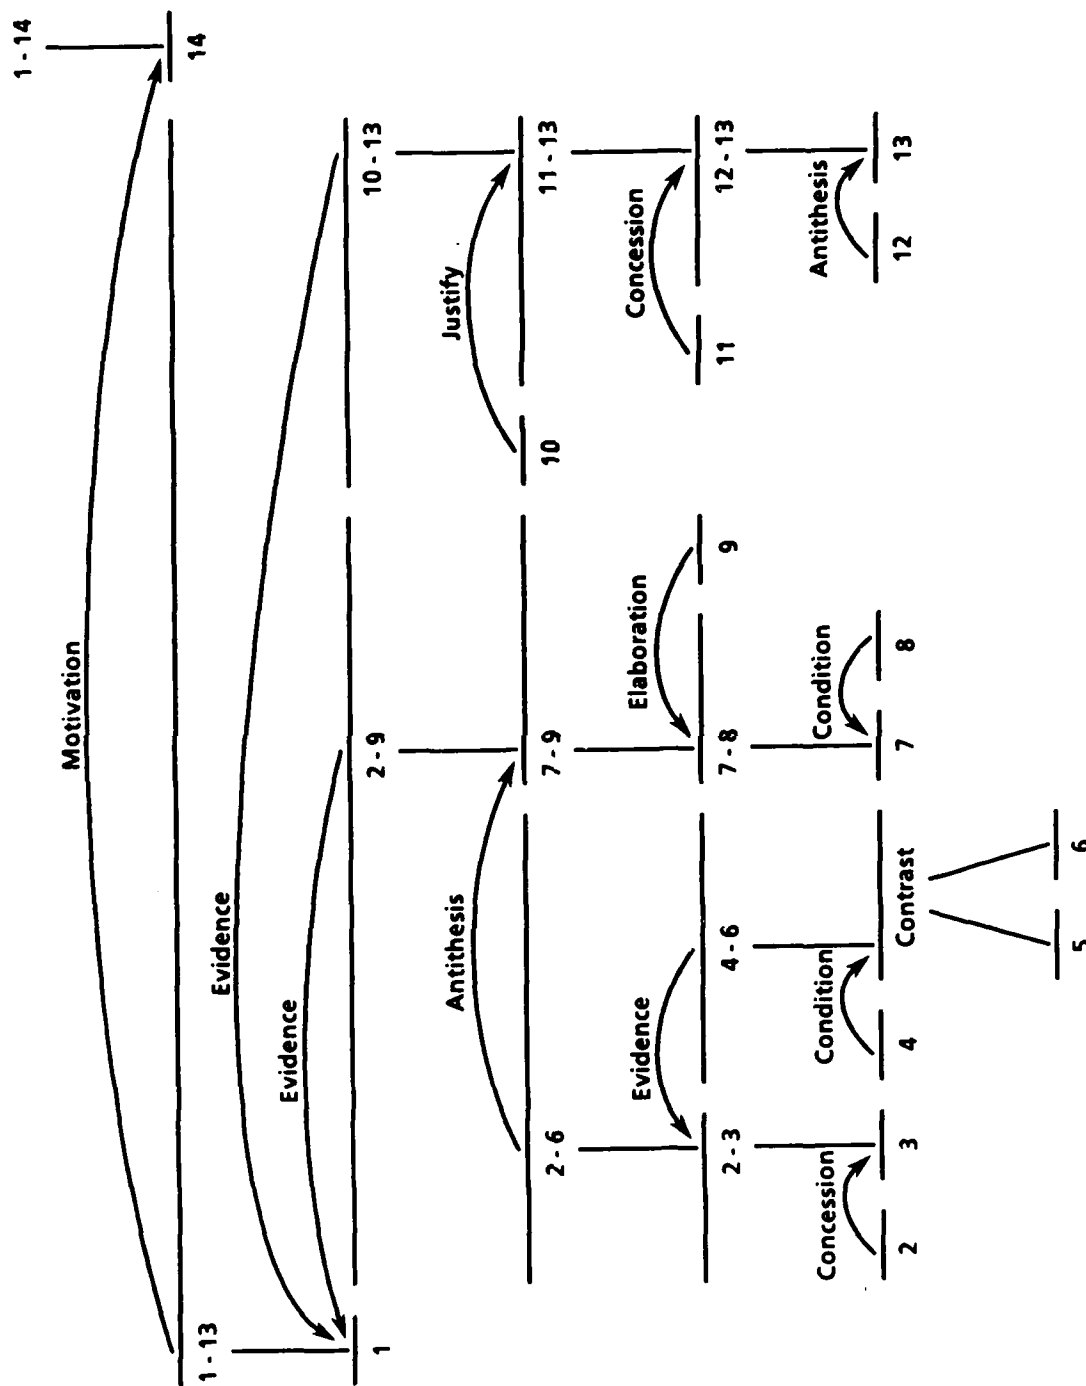 1-14
Motivation
1-13
14
Evidence
Evidence
1
2-9
10-13
Antithesis
Justify
2-6
7-9
10
11-13
Evidence
Elaboration
Concession
2-3
4-6
7-8
9
11
12-13
Concession
Condition
Condition
Antithesis
2
3
4
Contrast
7
8
12
13
5
6